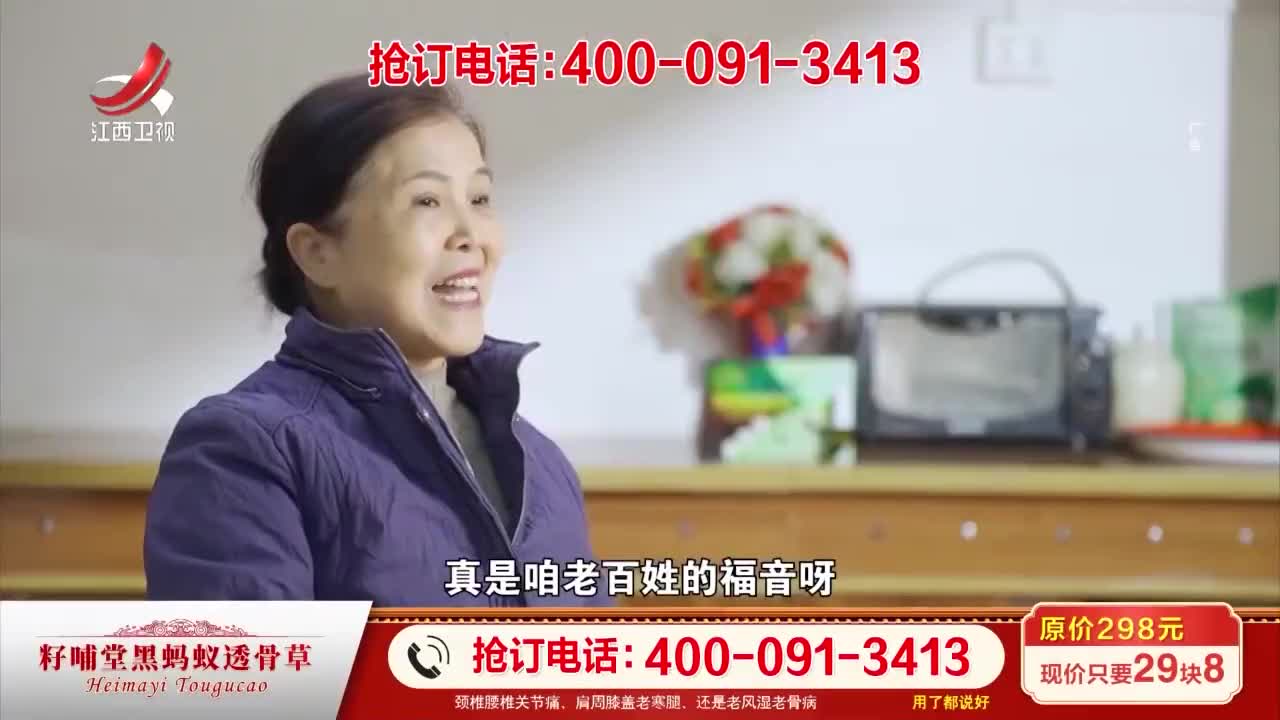 抢订电话:400-091-3413
江西卫视
广告
真是咱老百姓的福音呀
籽哺堂黑蚂蚁透骨草
Heimayi Tougucao
抢订电话:400-091-3413
原价298元
现价只要29块8
颈椎腰椎关节痛、肩周膝盖老寒腿、还是老风湿老骨病
用了都说好